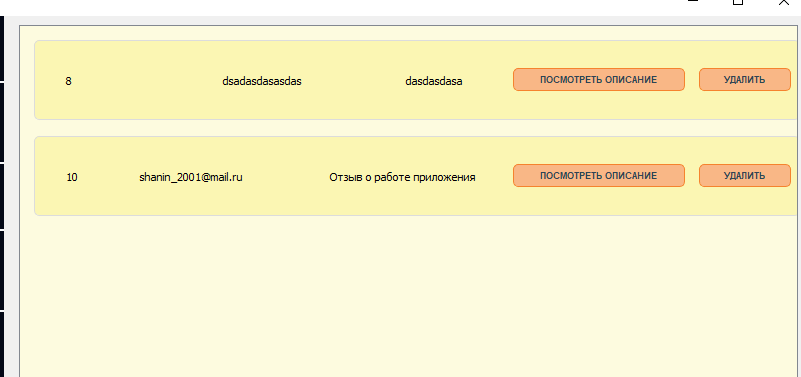 8 dsadasdasasdas dasdasdasa ПОСМОТРЕТЬ ОПИСАНИЕ УДАЛИТЬ
10 shanin_2001@mail.ru Отзыв о работе приложения ПОСМОТРЕТЬ ОПИСАНИЕ УДАЛИТЬ